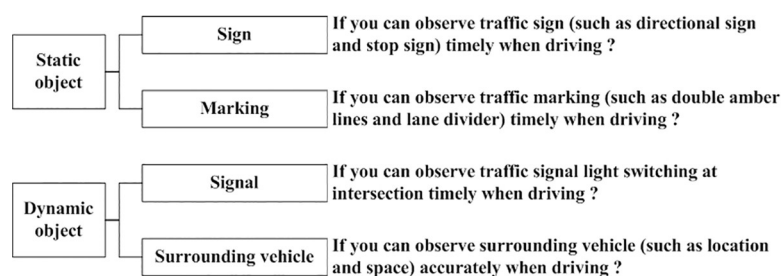 Static
object
Sign
If you can observe traffic sign (such as directional sign
and stop sign) timely when driving ?
Marking
If you can observe traffic marking (such as double amber
lines and lane divider) timely when driving ?
Dynamic
object
Signal
If you can observe traffic signal light switching at
intersection timely when driving ?
Surrounding vehicle
If you can observe surrounding vehicle (such as location
and space) accurately when driving ?